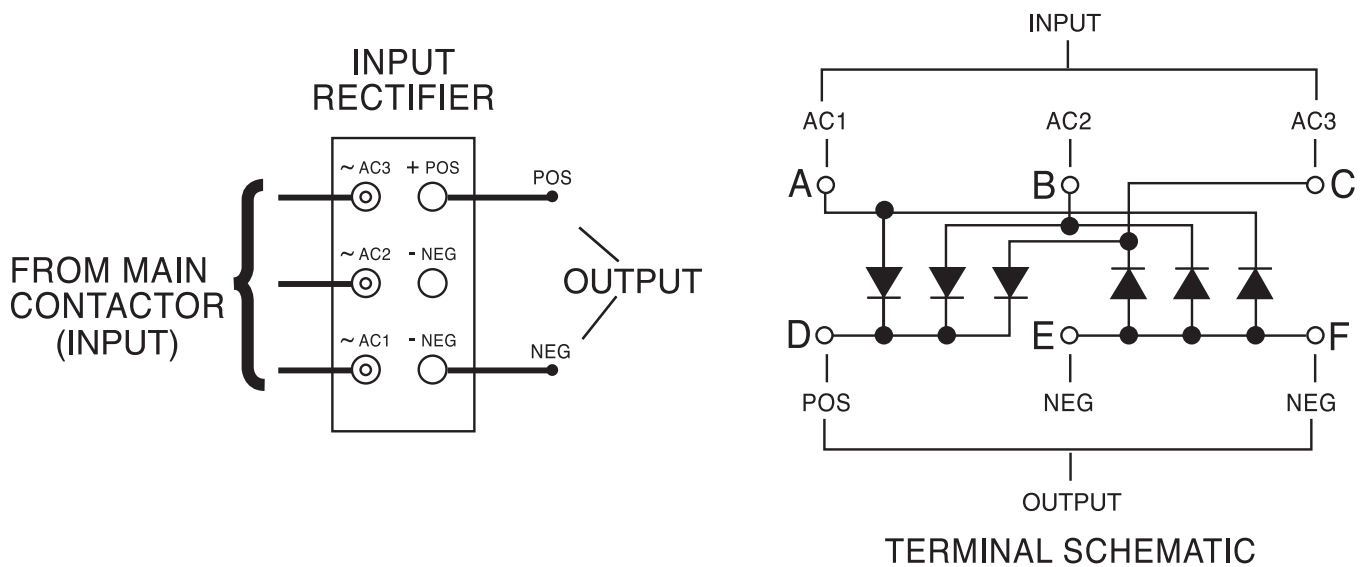 INPUT
RECTIFIER
~ AC3 + POS
POS
~ AC2 - NEG
FROM MAIN
CONTACTOR
(INPUT)
OUTPUT
~ AC1 - NEG
NEG
INPUT
AC1 AC2 AC3
A B C
D E F
POS NEG NEG
OUTPUT
TERMINAL SCHEMATIC